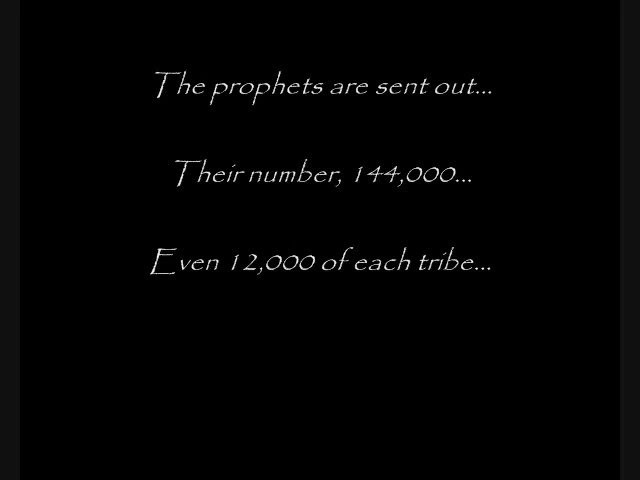 The prophets are sent out...
Their number, 144,000...
Even 12,000 of each tribe...